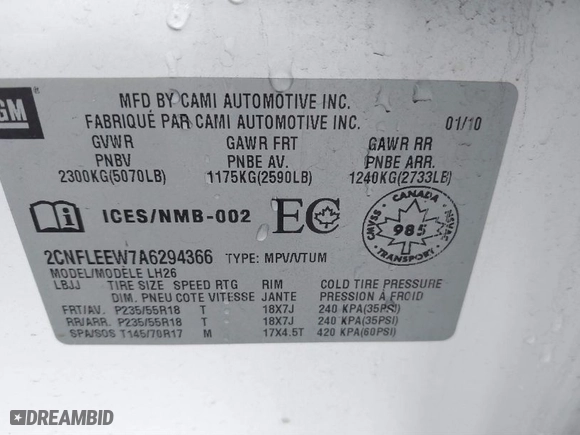 GM
MFD BY CAMI AUTOMOTIVE INC.
FABRIQUÉ PAR CAMI AUTOMOTIVE INC. 01/10
GVWR GAWR FRT GAWR RR
PNBV PNBE AV. PNBE ARR.
2300KG(5070LB) 1175KG(2590LB) 1240KG(2733LB)
ICES/NMB-002 EC CANADA CMVSS 985 NSVAC TRANSPORT
2CNFLEEW7A6294366 TYPE: MPV/VTUM
MODEL/MODÈLE LH26
LBJJ TIRE SIZE SPEED RTG RIM COLD TIRE PRESSURE
DIM. PNEU COTE VITESSE JANTE PRESSION À FROID
FRT/AV. P235/55R18 T 18X7J 240 KPA(35PSI)
RR/ARR. P235/55R18 T 18X7J 240 KPA(35PSI)
SPA/SOS T145/70R17 M 17X4.5T 420 KPA(60PSI)
DREAMBID